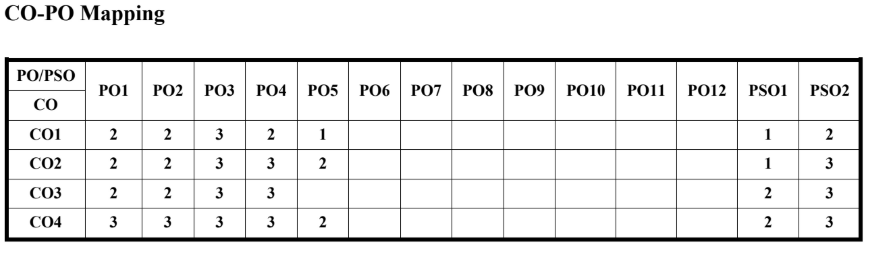 CO-PO Mapping
PO/PSO PO1 PO2 PO3 PO4 PO5 PO6 PO7 PO8 PO9 PO10 PO11 PO12 PSO1 PSO2
CO
CO1 2 2 3 2 1 1 2
CO2 2 2 3 3 2 1 3
CO3 2 2 3 3 2 3
CO4 3 3 3 3 2 2 3